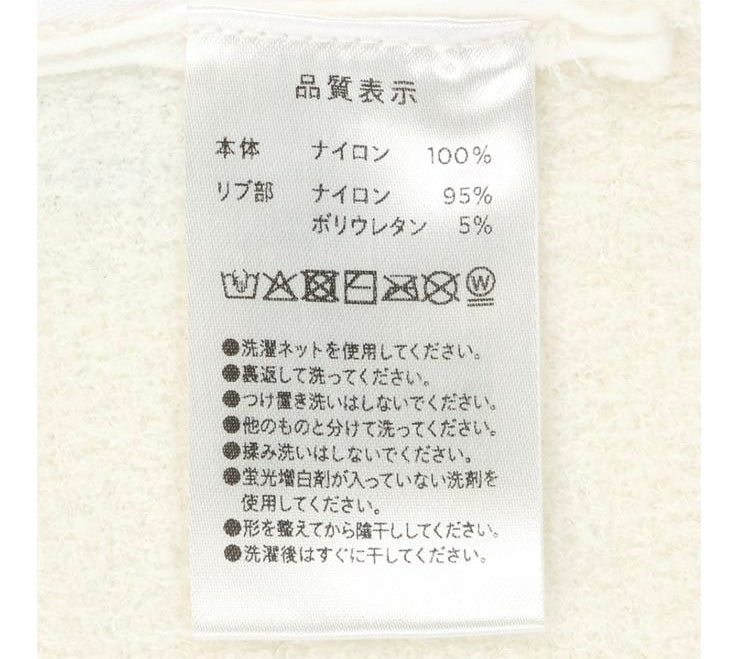 品質表示
本体 ナイロン 100%
リブ部 ナイロン 95%
ポリウレタン 5%
W
●洗濯ネットを使用してください。
●裏返して洗ってください。
●つけ置き洗いはしないでください。
●他のものと分けて洗ってください。
●揉み洗いはしないでください。
●蛍光増白剤が入っていない洗剤を
使用してください。
●形を整えてから陰干ししてください。
●洗濯後はすぐに干してください。